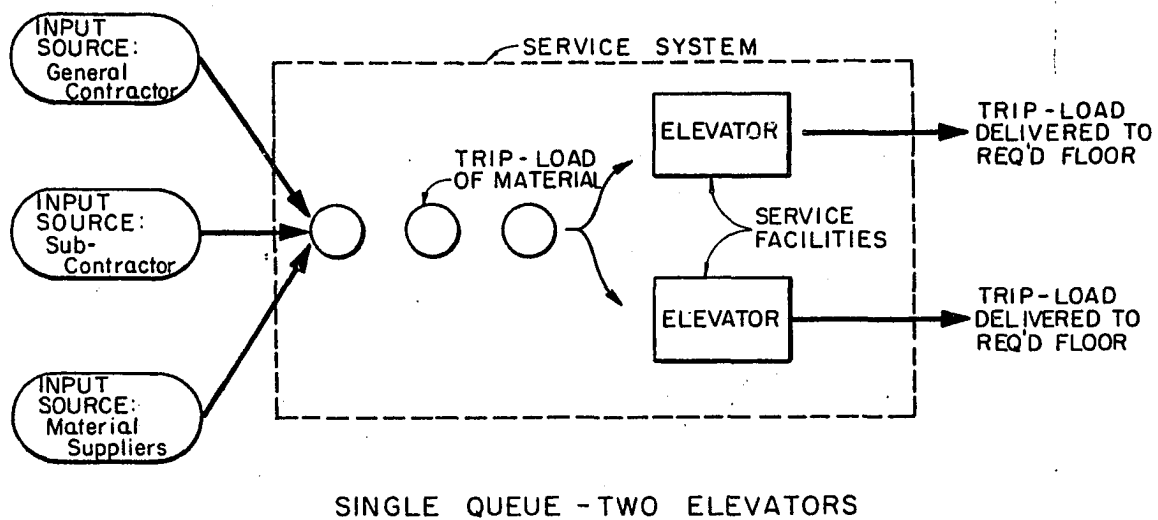 INPUT
SOURCE:
General
Contractor
INPUT
SOURCE:
Sub-
Contractor
INPUT
SOURCE:
Material
Suppliers
SERVICE SYSTEM
TRIP-LOAD
OF MATERIAL
ELEVATOR
SERVICE
FACILITIES
ELEVATOR
TRIP-LOAD
DELIVERED TO
REQ'D FLOOR
TRIP-LOAD
DELIVERED TO
REQ'D FLOOR
SINGLE QUEUE - TWO ELEVATORS